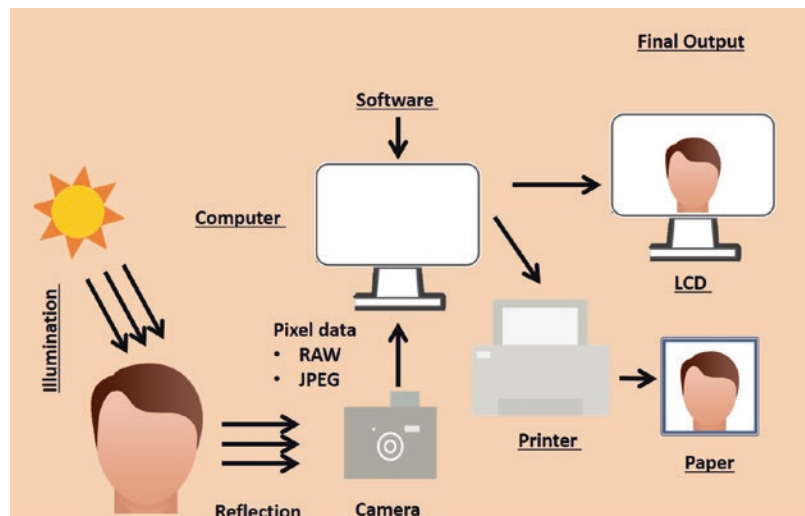 Final Output
Software
Computer
LCD
Illumination
Pixel data
• RAW
• JPEG
Printer
Paper
Reflection
Camera